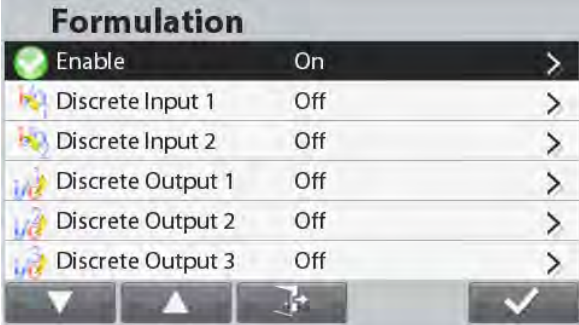 Formulation
Enable On
Discrete Input 1 Off
Discrete Input 2 Off
Discrete Output 1 Off
Discrete Output 2 Off
Discrete Output 3 Off